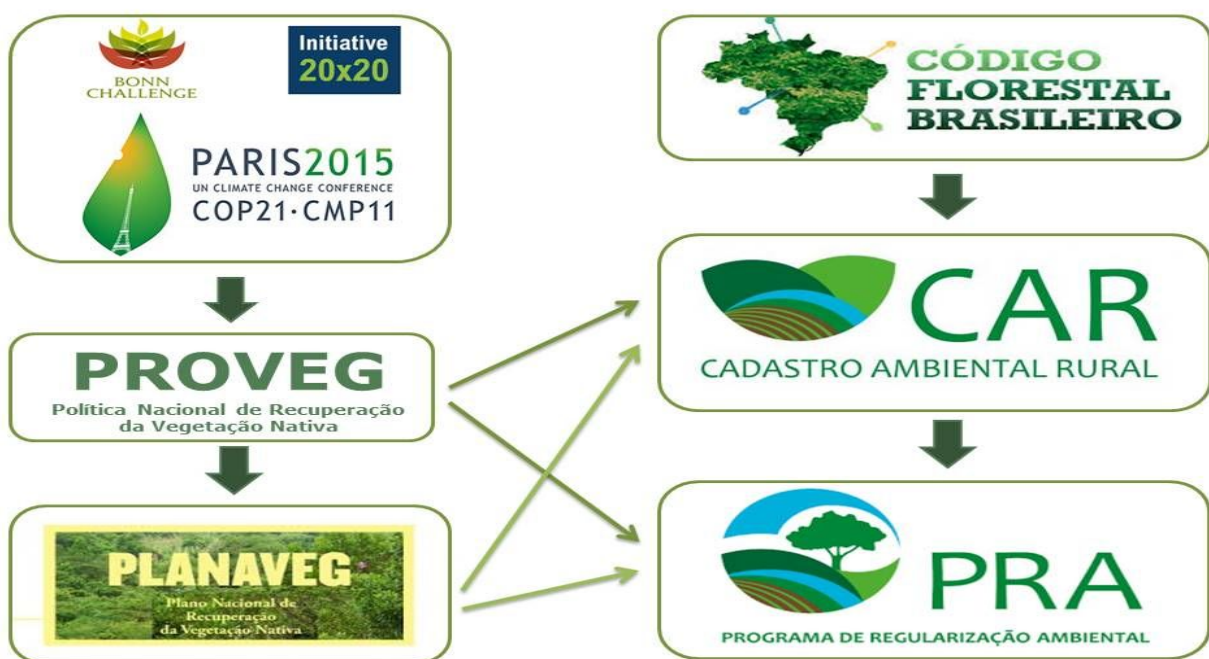 BONN
CHALLENGE
Initiative
20x20
PARIS2015
UN CLIMATE CHANGE CONFERENCE
COP21·CMP11
PROVEG
Política Nacional de Recuperação
da Vegetação Nativa
PLANAVEG
Plano Nacional de
Recuperação
da Vegetação Nativa
CÓDIGO
FLORESTAL
BRASILEIRO
CAR
CADASTRO AMBIENTAL RURAL
PRA
PROGRAMA DE REGULARIZAÇÃO AMBIENTAL